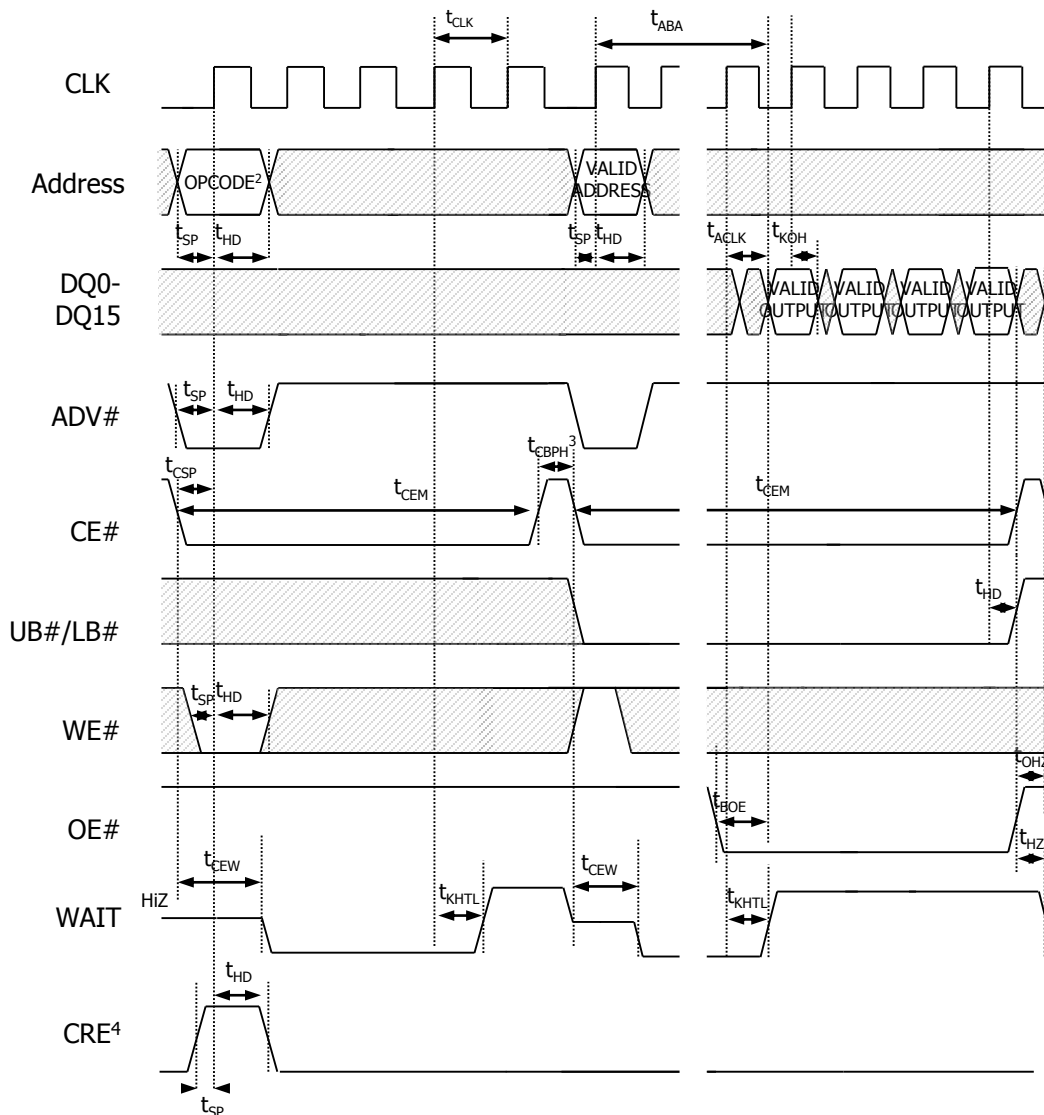 tCLK
tABA
CLK
Address
OPCODE2
VALID
ADDRESS
tSP
tHD
tSP
tHD
tACLK
tKOH
DQ0-
DQ15
VALID
OUTPUT
VALID
OUTPUT
VALID
OUTPUT
VALID
OUTPUT
ADV#
tSP
tHD
tCBPH3
tCSP
tCEM
tCEM
CE#
UB#/LB#
tHD
WE#
tSP
tHD
tOHZ
OE#
tBOE
tHZ
tCEW
tCEW
HiZ
WAIT
tKHTL
tKHTL
tHD
CRE4
tSP